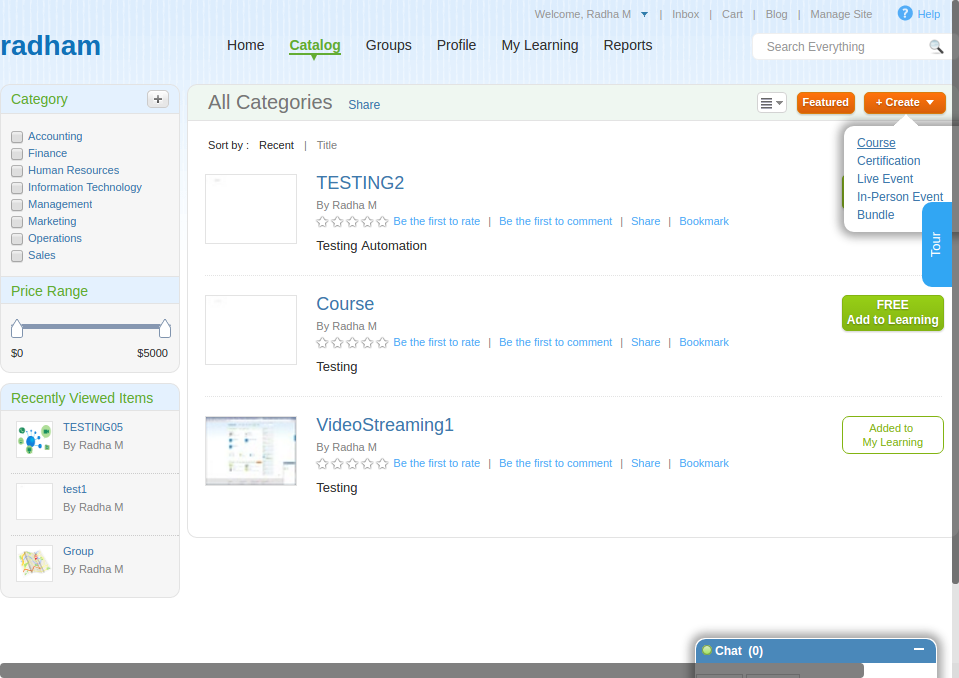 Welcome, Radha M | Inbox | Cart | Blog | Manage Site ? Help
radham
Home Catalog Groups Profile My Learning Reports
Search Everything
Category +
Accounting
Finance
Human Resources
Information Technology
Management
Marketing
Operations
Sales
Price Range
$0 $5000
Recently Viewed Items
TESTING05
By Radha M
test1
By Radha M
Group
By Radha M
All Categories Share
Featured
+ Create
Course
Certification
Live Event
In-Person Event
Bundle
Tour
Sort by : Recent | Title
TESTING2
By Radha M
Be the first to rate | Be the first to comment | Share | Bookmark
Testing Automation
Course
By Radha M
Be the first to rate | Be the first to comment | Share | Bookmark
Testing
FREE
Add to Learning
VideoStreaming1
By Radha M
Be the first to rate | Be the first to comment | Share | Bookmark
Testing
Added to
My Learning
Chat (0)